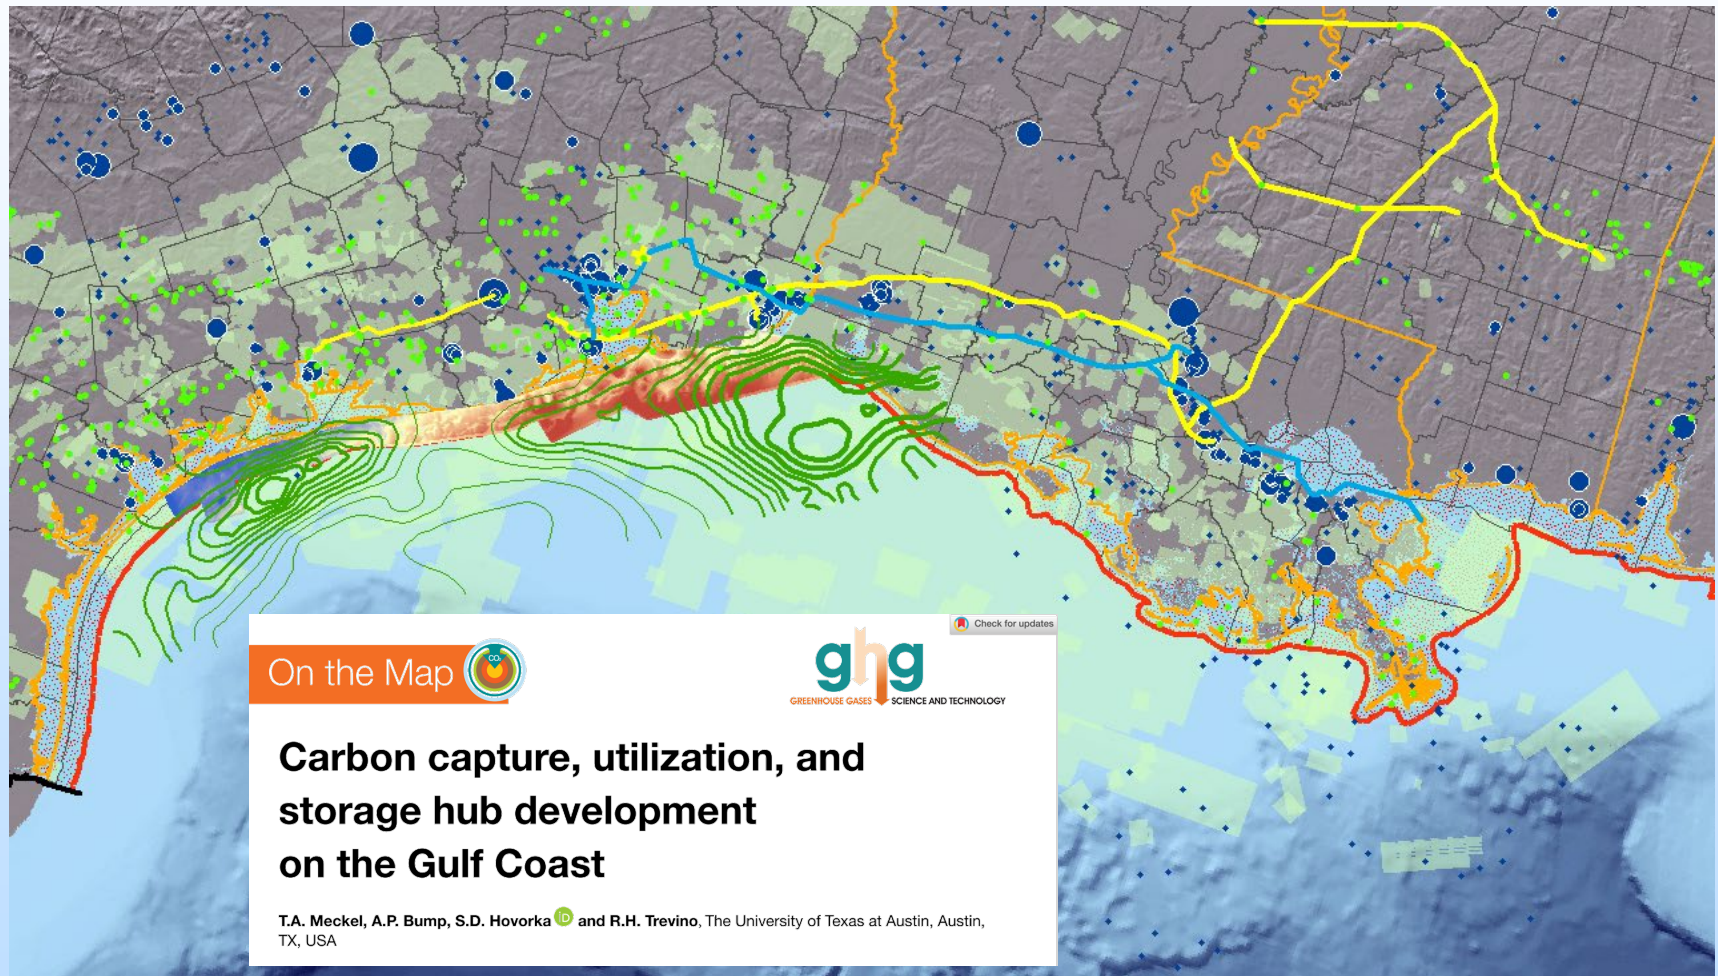 Check for updates
On the Map
CO₂
ghg
GREENHOUSE GASES SCIENCE AND TECHNOLOGY
Carbon capture, utilization, and
storage hub development
on the Gulf Coast
T.A. Meckel, A.P. Bump, S.D. Hovorka iD and R.H. Trevino, The University of Texas at Austin, Austin,
TX, USA